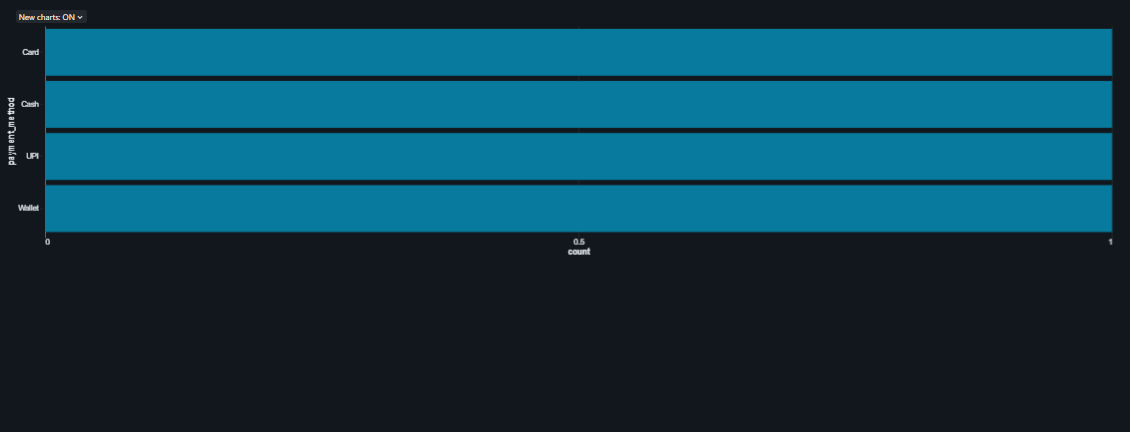 New charts: ON
Card
Cash
UPI
Wallet
payment_method
0 0.5 1
count